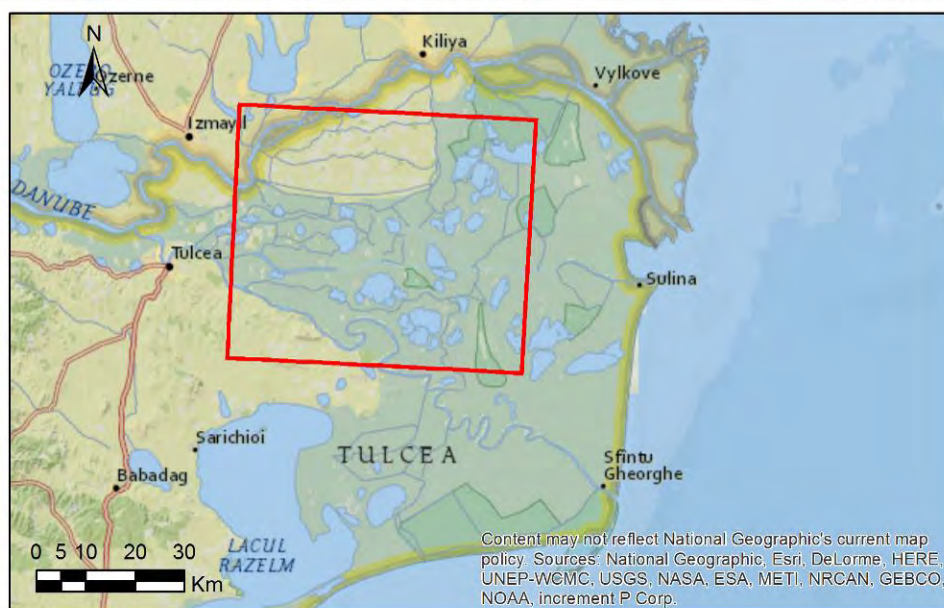 N
OZERO
YALPUG
Ozerne
Kiliya
Vylkove
Izmayil
DANUBE
Tulcea
Sulina
Sarichioi
TULCEA
Sfintu
Gheorghe
Babadag
LACUL
RAZELM
0 5 10 20 30
Km
Content may not reflect National Geographic's current map
policy. Sources: National Geographic, Esri, DeLorme, HERE,
UNEP-WCMC, USGS, NASA, ESA, METI, NRCAN, GEBCO,
NOAA, increment P Corp.